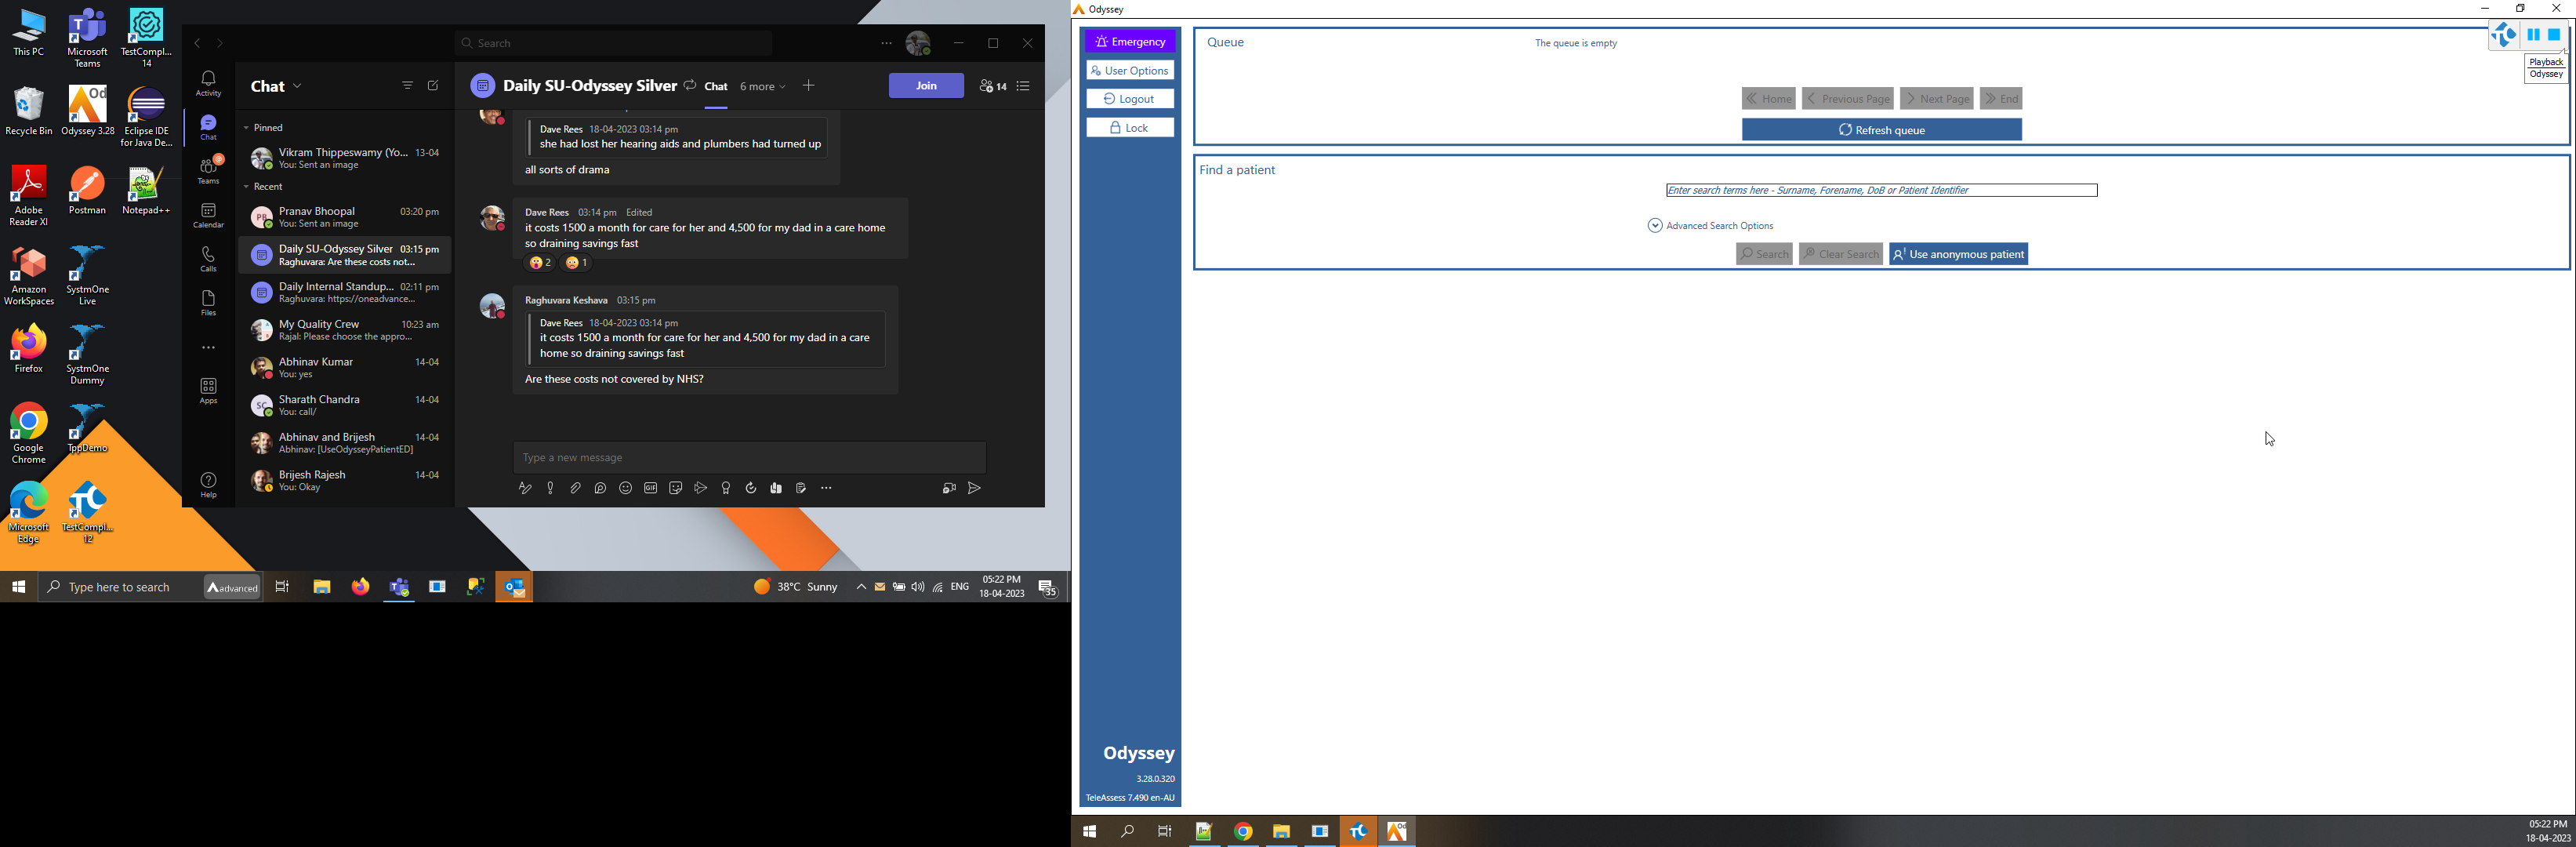 This PC
Microsoft Teams
TestCompl... 14
Recycle Bin
Odyssey 3.28
Eclipse IDE for Java De...
Adobe Reader XI
Postman
Notepad++
Amazon WorkSpaces
SystmOne Live
Firefox
SystmOne Dummy
Google Chrome
TppDemo
Microsoft Edge
TestCompl... 12
Search
Activity
Chat
Teams
Calendar
Calls
Files
Apps
Help
Chat
Pinned
Vikram Thippeswamy (Yo... 13-04
You: Sent an image
Recent
PB
Pranav Bhoopal 03:20 pm
You: Sent an image
Daily SU-Odyssey Silver 03:15 pm
Raghuvara: Are these costs not...
Daily Internal Standup... 02:11 pm
Raghuvara: https://oneadvance...
My Quality Crew 10:23 am
Rajal: Please choose the appro...
Abhinav Kumar 14-04
You: yes
SC
Sharath Chandra 14-04
You: call/
Abhinav and Brijesh 14-04
Abhinav: [UseOdysseyPatientED]
Brijesh Rajesh 14-04
You: Okay
Daily SU-Odyssey Silver Chat 6 more
Join
14
Dave Rees 18-04-2023 03:14 pm
she had lost her hearing aids and plumbers had turned up
all sorts of drama
Dave Rees 03:14 pm Edited
it costs 1500 a month for care for her and 4,500 for my dad in a care home
so draining savings fast
2 1
Raghuvara Keshava 03:15 pm
Dave Rees 18-04-2023 03:14 pm
it costs 1500 a month for care for her and 4,500 for my dad in a care
home so draining savings fast
Are these costs not covered by NHS?
Type a new message
GIF
Type here to search
advanced
38°C Sunny
ENG
05:22 PM
18-04-2023
35
Odyssey
Emergency
User Options
Logout
Lock
Queue
The queue is empty
Home
Previous Page
Next Page
End
Refresh queue
Playback
Odyssey
Find a patient
Enter search terms here - Surname, Forename, DoB or Patient Identifier
Advanced Search Options
Search
Clear Search
Use anonymous patient
Odyssey
3.28.0.320
TeleAssess 7.490 en-AU
05:22 PM
18-04-2023